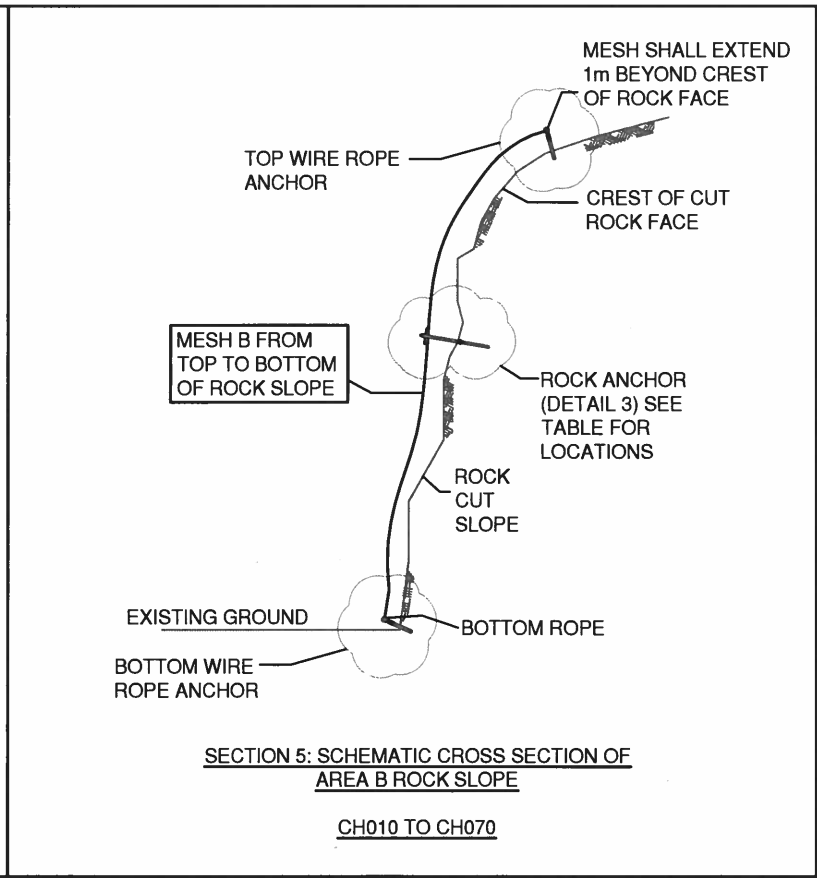 MESH SHALL EXTEND
1m BEYOND CREST
OF ROCK FACE
TOP WIRE ROPE
ANCHOR
CREST OF CUT
ROCK FACE
MESH B FROM
TOP TO BOTTOM
OF ROCK SLOPE
ROCK ANCHOR
(DETAIL 3) SEE
TABLE FOR
LOCATIONS
ROCK
CUT
SLOPE
EXISTING GROUND
BOTTOM ROPE
BOTTOM WIRE
ROPE ANCHOR
SECTION 5: SCHEMATIC CROSS SECTION OF
AREA B ROCK SLOPE
CH010 TO CH070